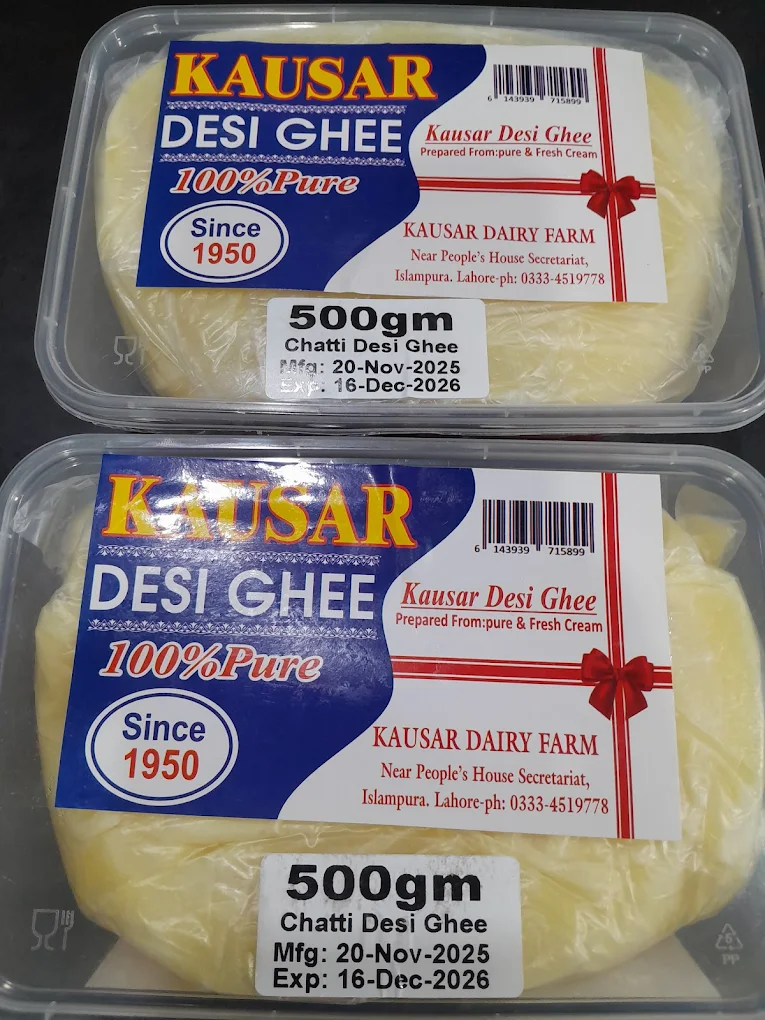 KAUSAR
DESI GHEE
100%Pure
Since
1950
6 143939 715899
Kausar Desi Ghee
Prepared From:pure & Fresh Cream
KAUSAR DAIRY FARM
Near People's House Secretariat,
Islampura. Lahore-ph: 0333-4519778
500gm
Chatti Desi Ghee
Mfg: 20-Nov-2025
Exp: 16-Dec-2026
PP
KAUSAR
DESI GHEE
100%Pure
Since
1950
6 143939 715899
Kausar Desi Ghee
Prepared From:pure & Fresh Cream
KAUSAR DAIRY FARM
Near People's House Secretariat,
Islampura. Lahore-ph: 0333-4519778
500gm
Chatti Desi Ghee
Mfg: 20-Nov-2025
Exp: 16-Dec-2026
5
PP